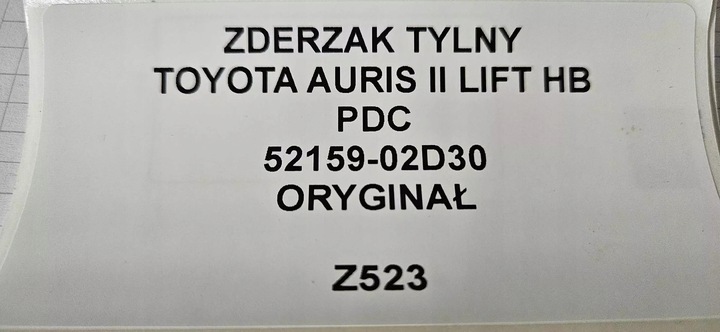 ZDERZAK TYLNY
TOYOTA AURIS II LIFT HB
PDC
52159-02D30
ORYGINAŁ
Z523